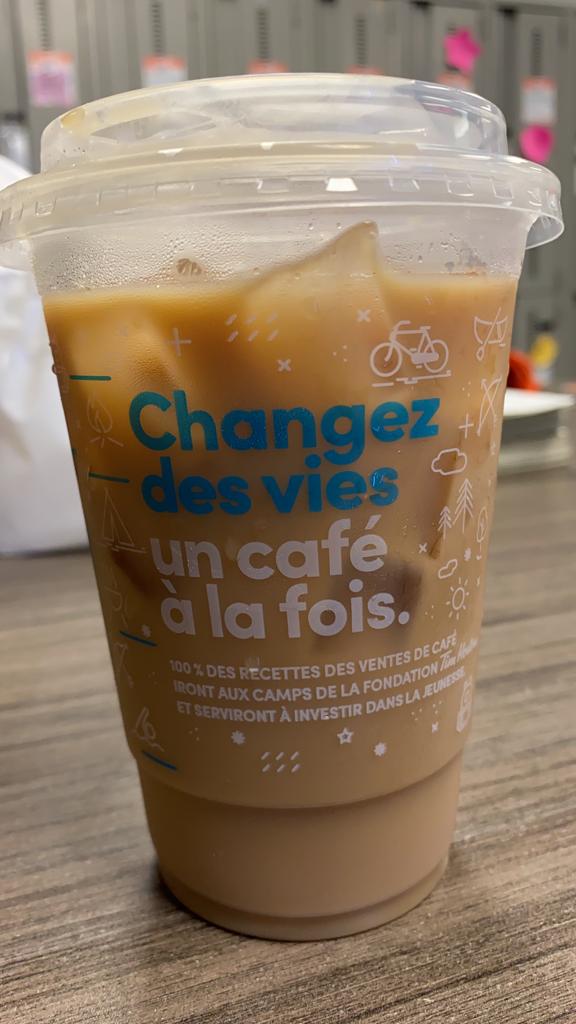 Changez
des vies
un café
à la fois.
100 % DES RECETTES DES VENTES DE CAFÉ
IRONT AUX CAMPS DE LA FONDATION Tim Hortons
ET SERVIRONT À INVESTIR DANS LA JEUNESSE.